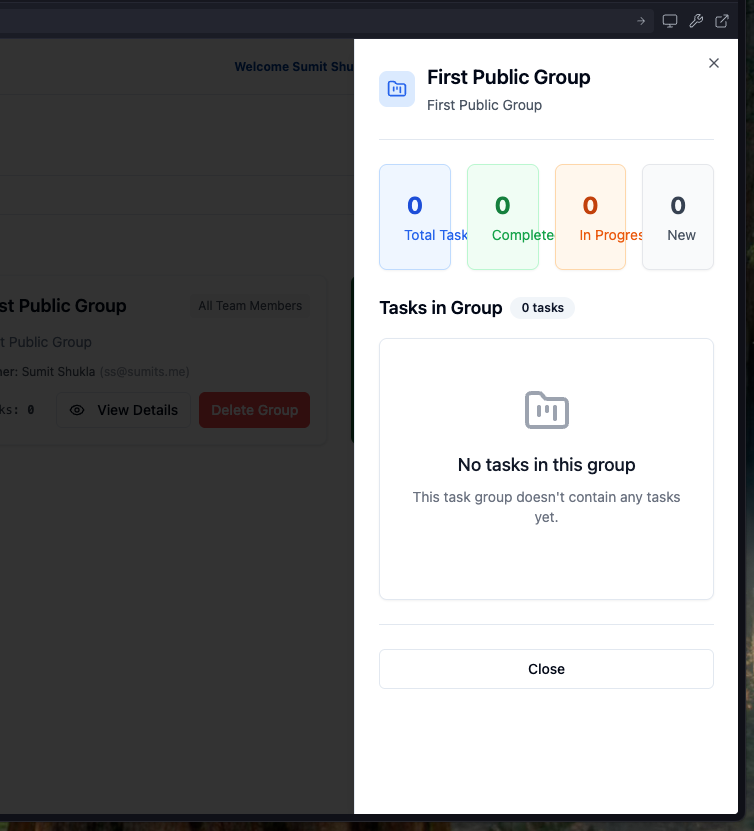 Welcome Sumit Shu
First Public Group
First Public Group
0
0
0
0
Total Task
Complete
In Progres
New
st Public Group
All Team Members
t Public Group
ner: Sumit Shukla (ss@sumits.me)
ks: 0
View Details
Delete Group
Tasks in Group
0 tasks
No tasks in this group
This task group doesn't contain any tasks
yet.
Close